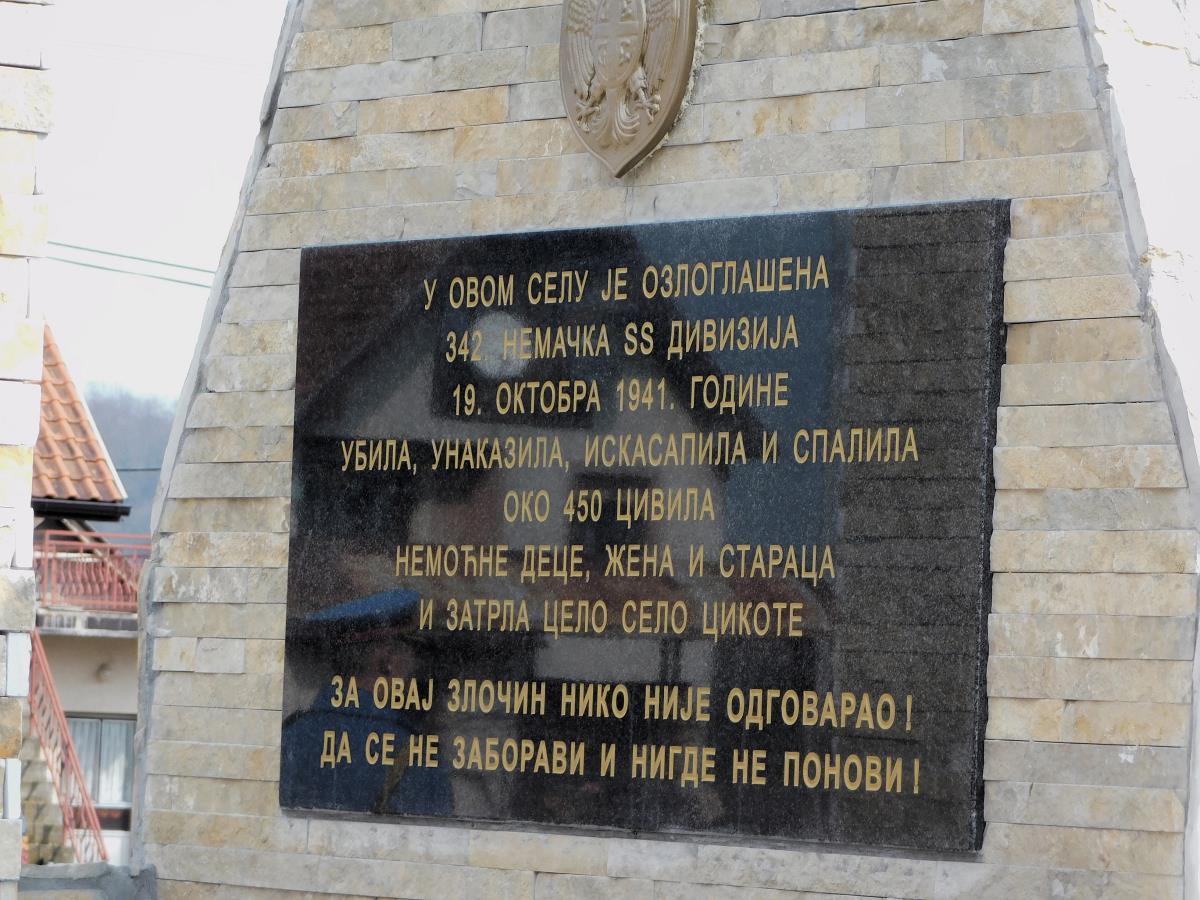 У ОВОМ СЕЛУ ЈЕ ОЗЛОГЛАШЕНА
342. НЕМАЧКА SS ДИВИЗИЈА
19. ОКТОБРА 1941. ГОДИНЕ
УБИЛА, УНАКАЗИЛА, ИСКАСАПИЛА И СПАЛИЛА
ОКО 450 ЦИВИЛА
НЕМОЋНЕ ДЕЦЕ, ЖЕНА И СТАРАЦА
И ЗАТРЛА ЦЕЛО СЕЛО ЦИКОТЕ
ЗА ОВАЈ ЗЛОЧИН НИКО НИЈЕ ОДГОВАРАО!
ДА СЕ НЕ ЗАБОРАВИ И НИГДЕ НЕ ПОНОВИ!